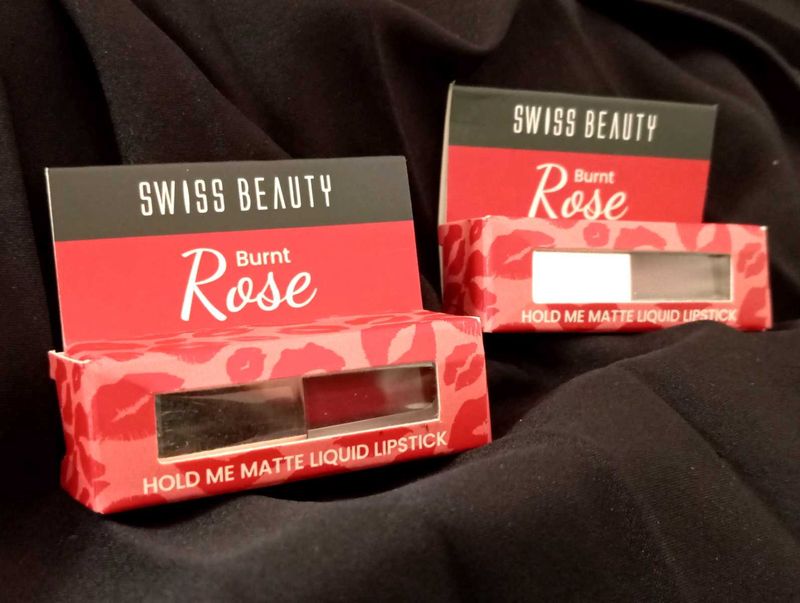 SWISS BEAUTY
Burnt
Rose
HOLD ME MATTE LIQUID LIPSTICK
SWISS BEAUTY
Burnt
Rose
HOLD ME MATTE LIQUID LIPSTICK